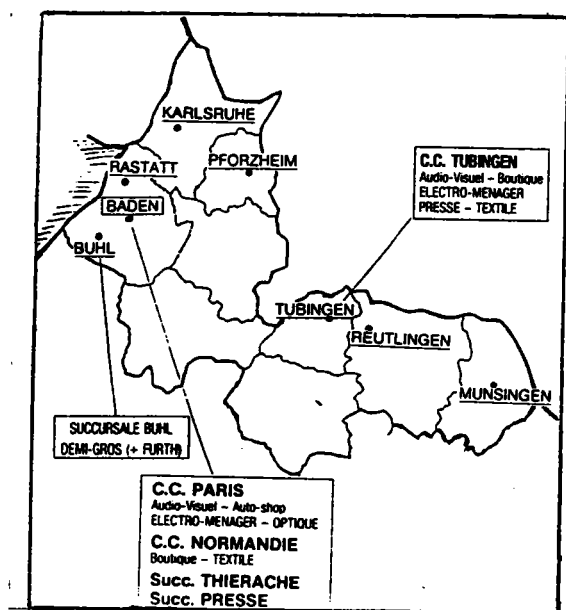 KARLSRUHE
PFORZHEIM
RASTATT
BADEN
BUHL
C.C. TUBINGEN
Audio-Visuel – Boutique
ELECTRO-MENAGER
PRESSE – TEXTILE
TUBINGEN
REUTLINGEN
MUNSINGEN
SUCCURSALE BUHL
DEMI-GROS (+ FURTH)
C.C. PARIS
Audio-Visuel – Auto-shop
ELECTRO-MENAGER – OPTIQUE
C.C. NORMANDIE
Boutique – TEXTILE
Succ. THIERACHE
Succ. PRESSE